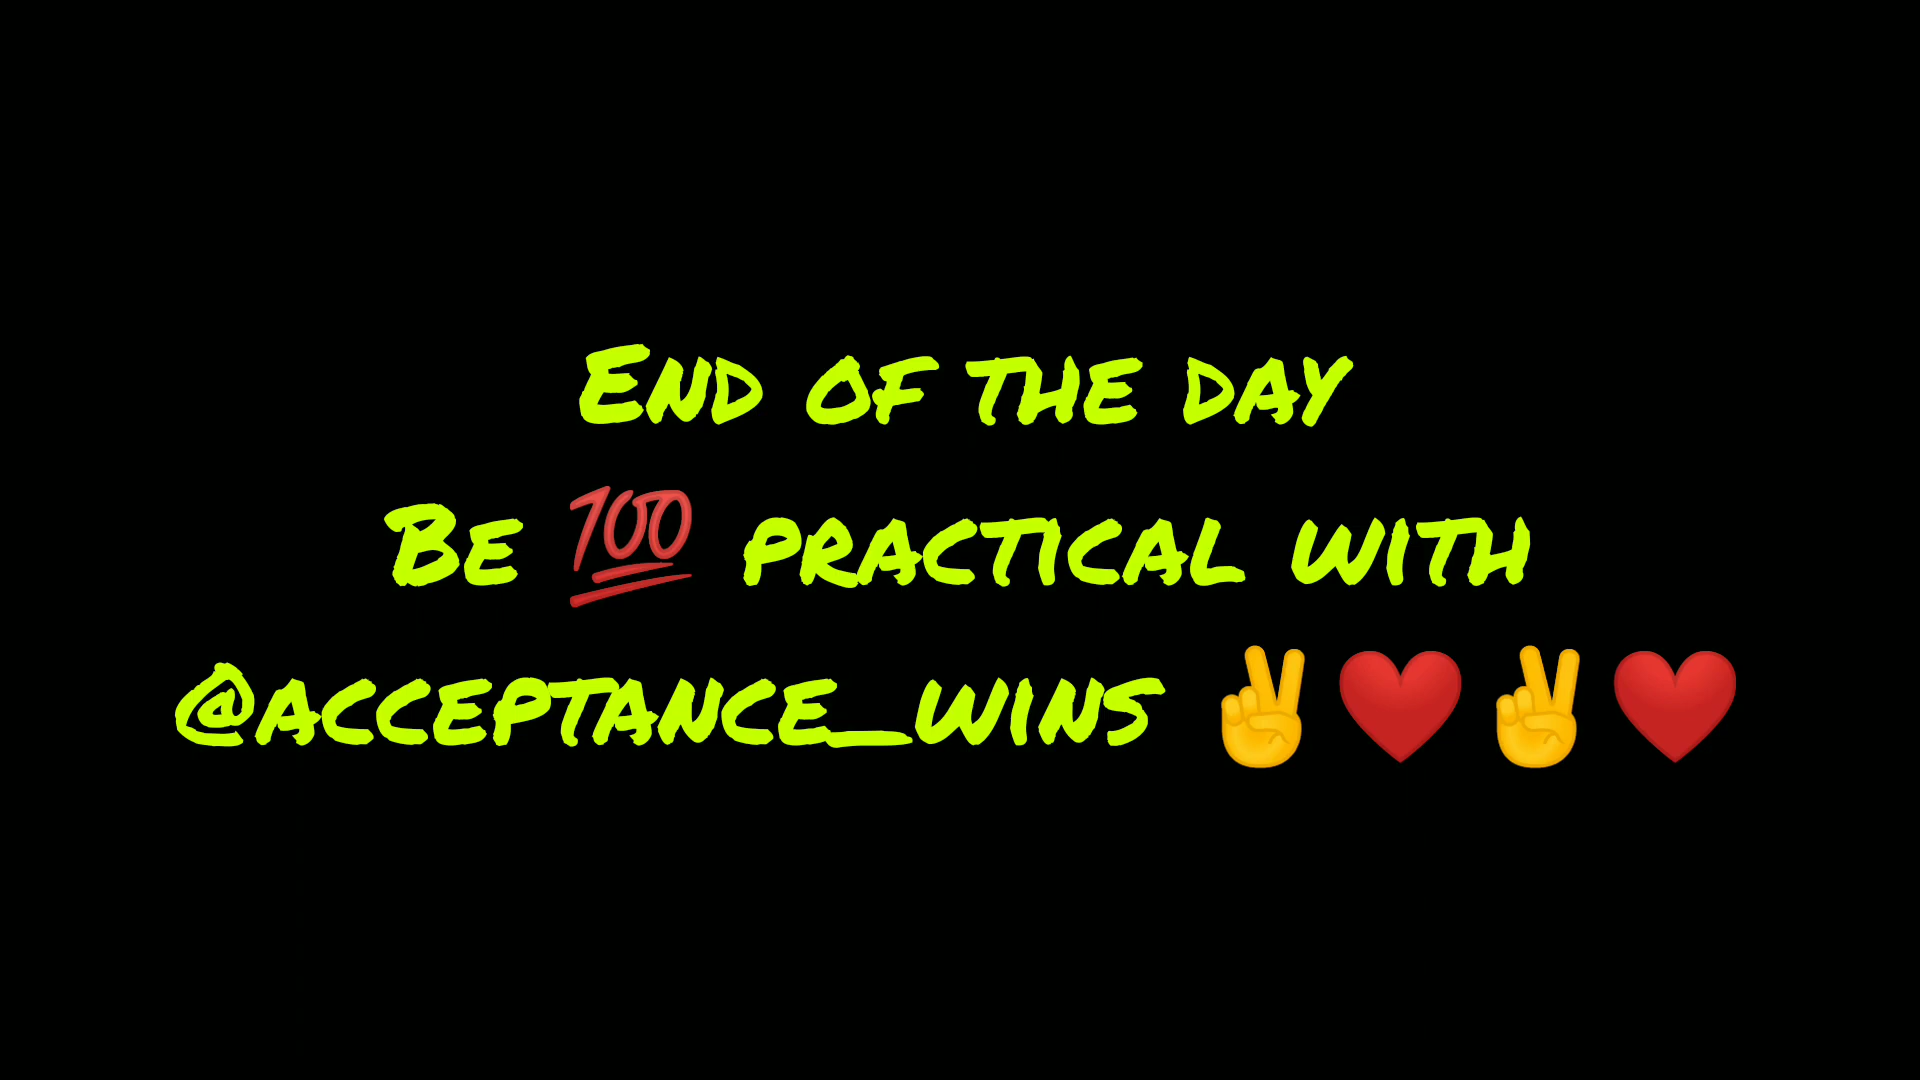 End of the day
Be 💯 practical with
@acceptance_wins ✌️❤️✌️❤️